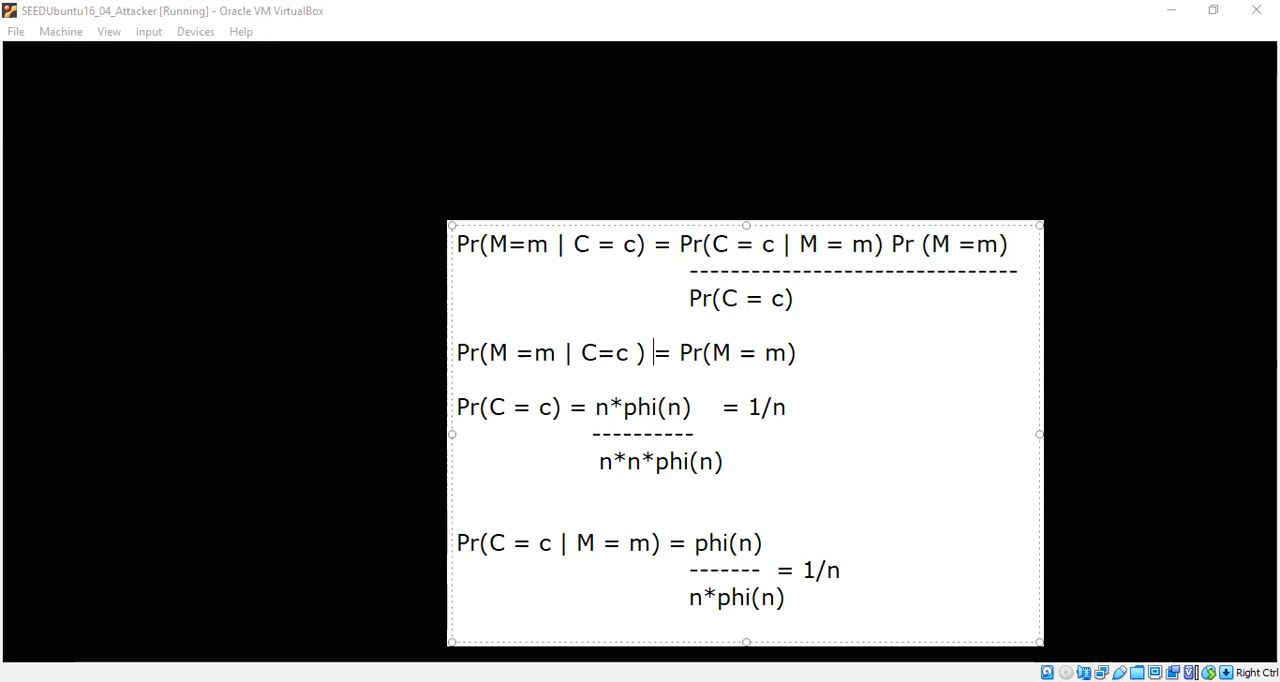 SEEDUbuntu16_04_Attacker [Running] - Oracle VM VirtualBox
File Machine View Input Devices Help
Pr(M=m | C = c) = Pr(C = c | M = m) Pr (M =m)
--------------------------------
Pr(C = c)
Pr(M =m | C=c ) = Pr(M = m)
Pr(C = c) = n*phi(n) = 1/n
----------
n*n*phi(n)
Pr(C = c | M = m) = phi(n)
------- = 1/n
n*phi(n)
Right Ctrl